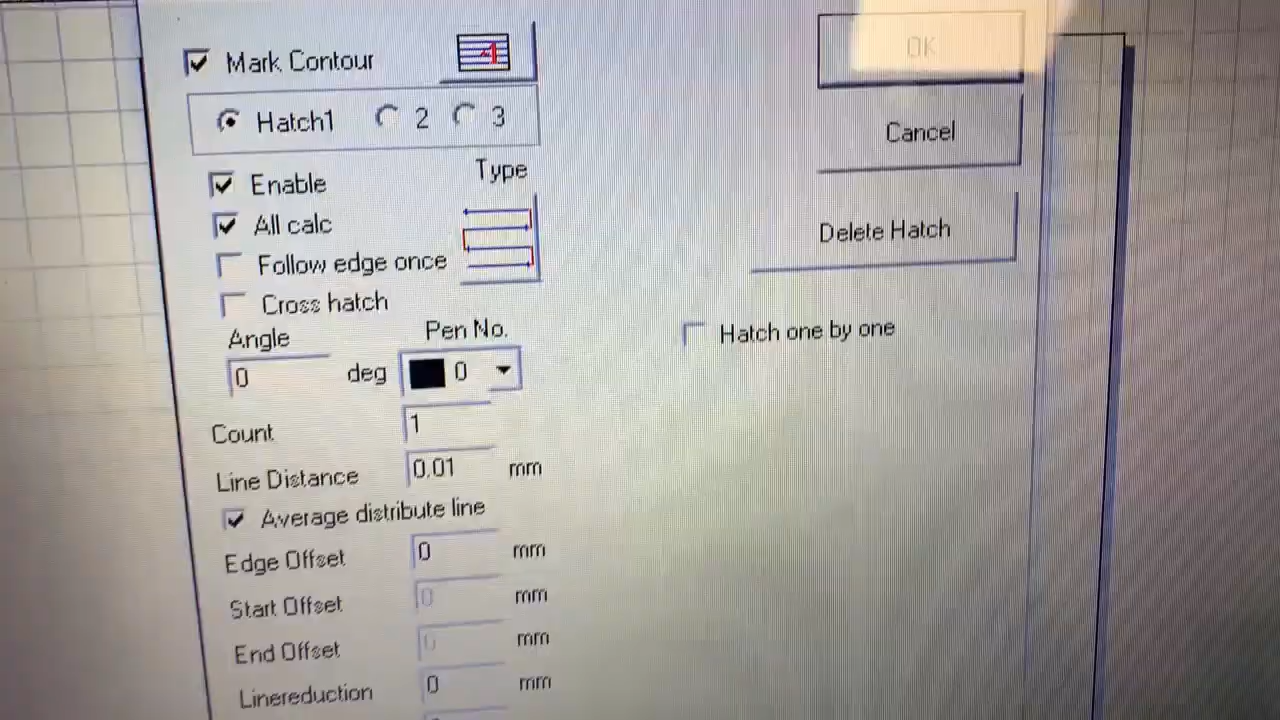 Mark Contour
OK
Hatch1 2 3
Cancel
Type
Enable
All calc
Delete Hatch
Follow edge once
Cross hatch
Angle
Pen No.
Hatch one by one
0 deg
0
Count 1
Line Distance 0.01 mm
Average distribute line
Edge Offset 0 mm
Start Offset 0 mm
End Offset 0 mm
Linereduction 0 mm